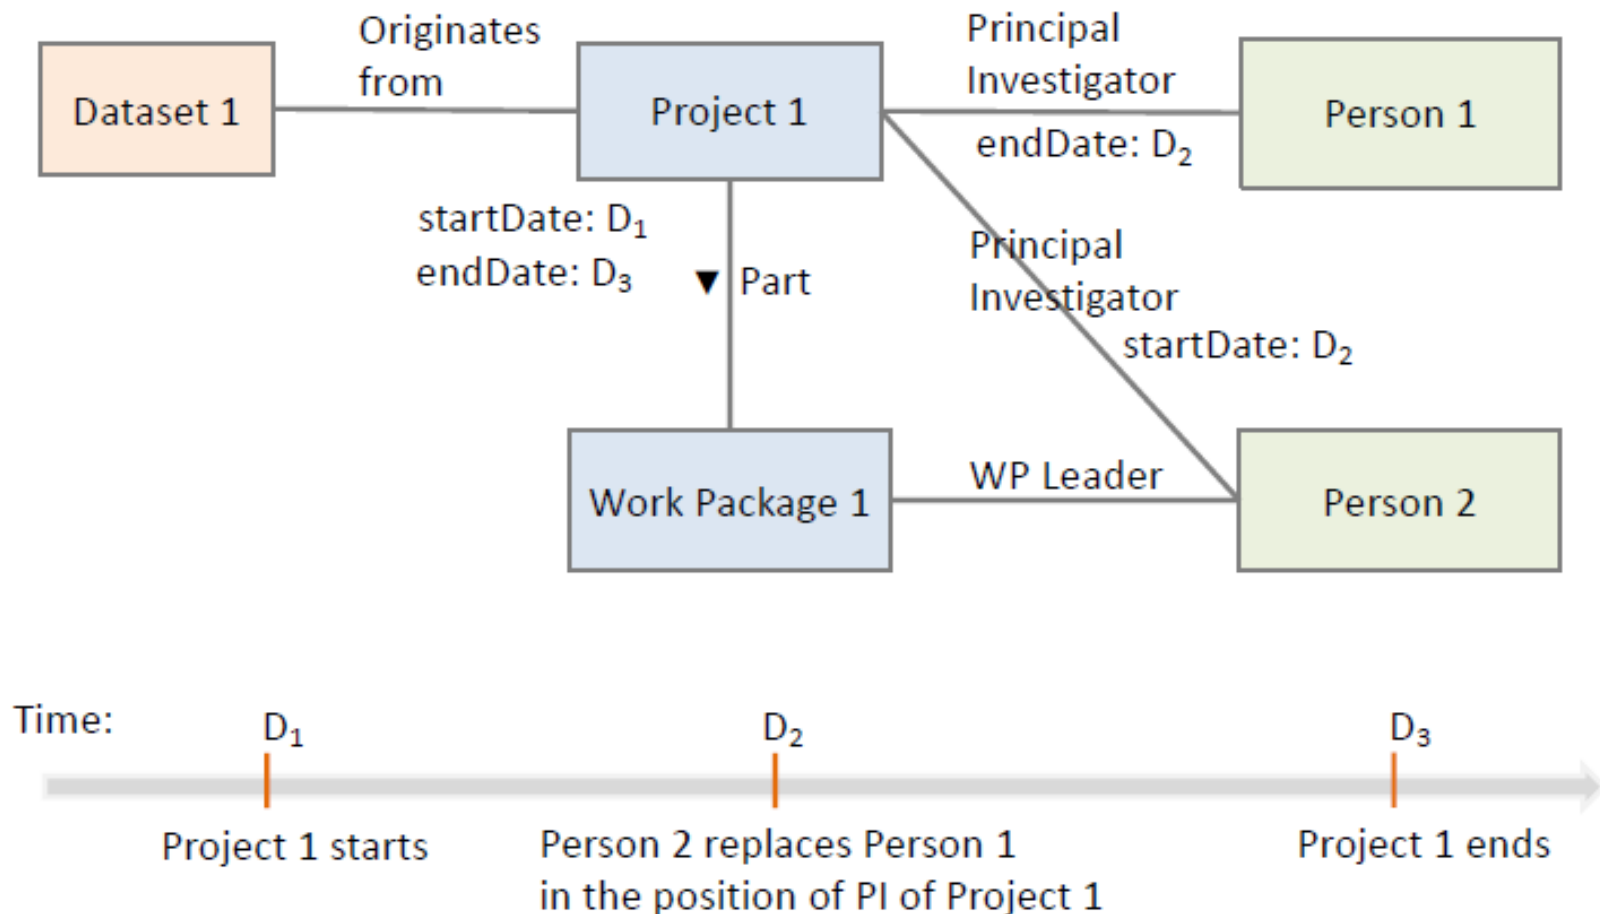 Originates
from
Principal
Investigator
Dataset 1
Project 1
Person 1
endDate: D₂
startDate: D₁
endDate: D₃
▼ Part
Principal
Investigator
startDate: D₂
WP Leader
Work Package 1
Person 2
Time:
D₁
D₂
D₃
Project 1 starts
Person 2 replaces Person 1
in the position of PI of Project 1
Project 1 ends